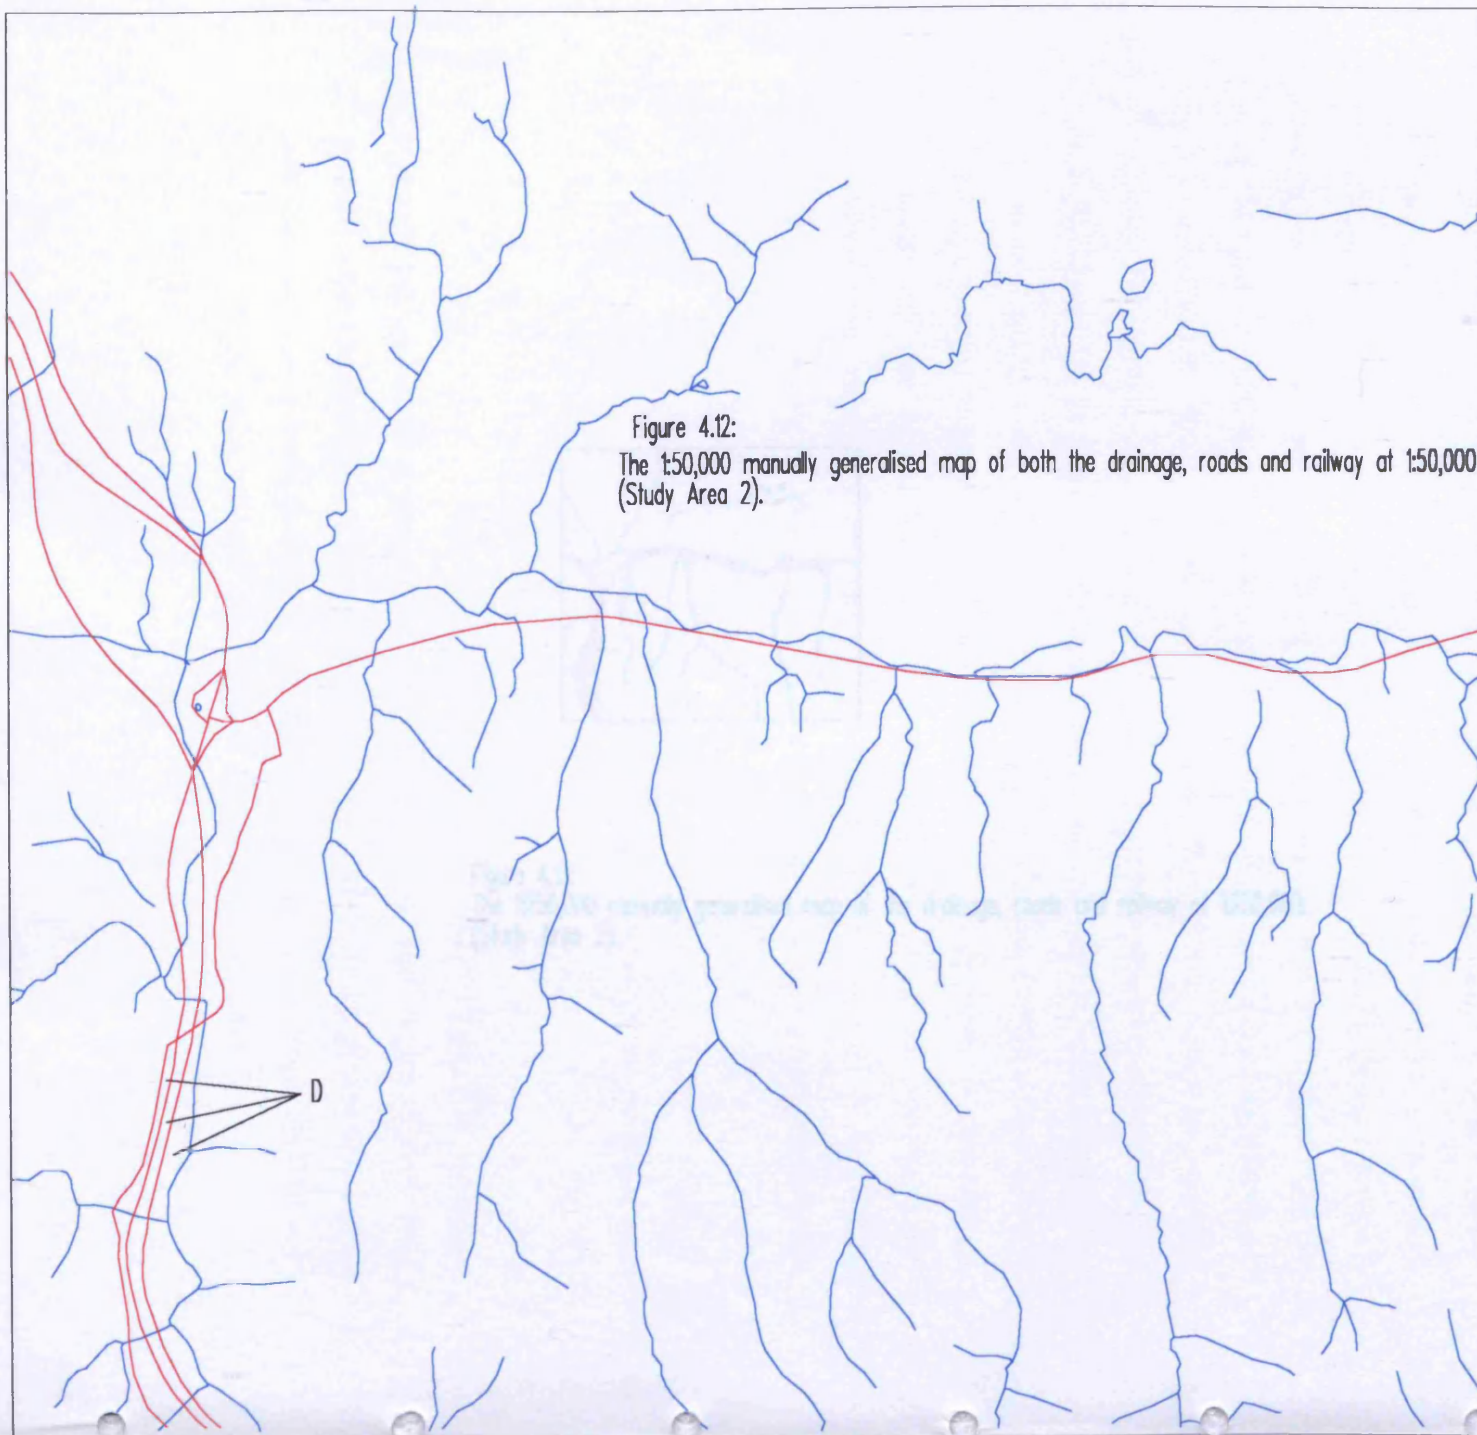 Figure 4.12:
The 1:50,000 manually generalised map of both the drainage, roads and railway at 1:50,000
(Study Area 2).
D